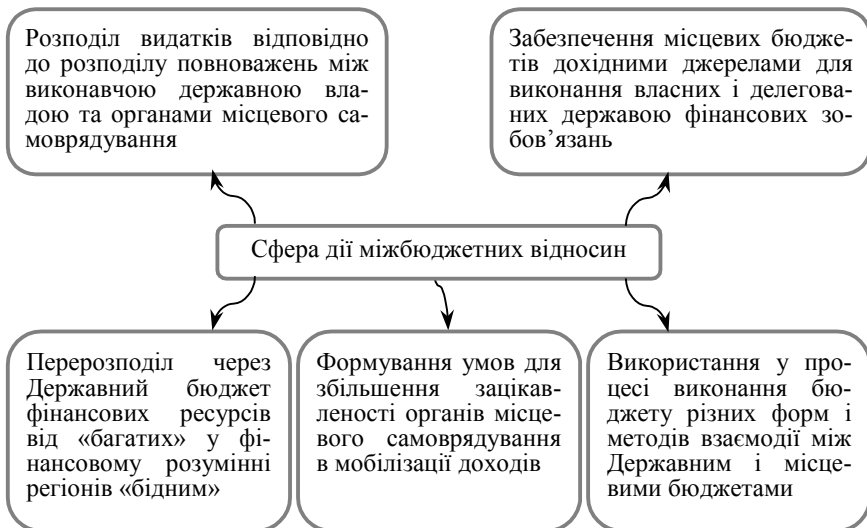 Розподіл видатків відповідно
до розподілу повноважень між
виконавчою державною вла-
дою та органами місцевого са-
моврядування
Забезпечення місцевих бюдже-
тів дохідними джерелами для
виконання власних і делегова-
них державою фінансових зо-
бов’язань
Сфера дії міжбюджетних відносин
Перерозподіл через
Державний бюджет
фінансових ресурсів
від «багатих» у фі-
нансовому розумінні
регіонів «бідним»
Формування умов для
збільшення зацікав-
леності органів місце-
вого самоврядування
в мобілізації доходів
Використання у про-
цесі виконання бю-
джету різних форм і
методів взаємодії між
Державним і місце-
вими бюджетами